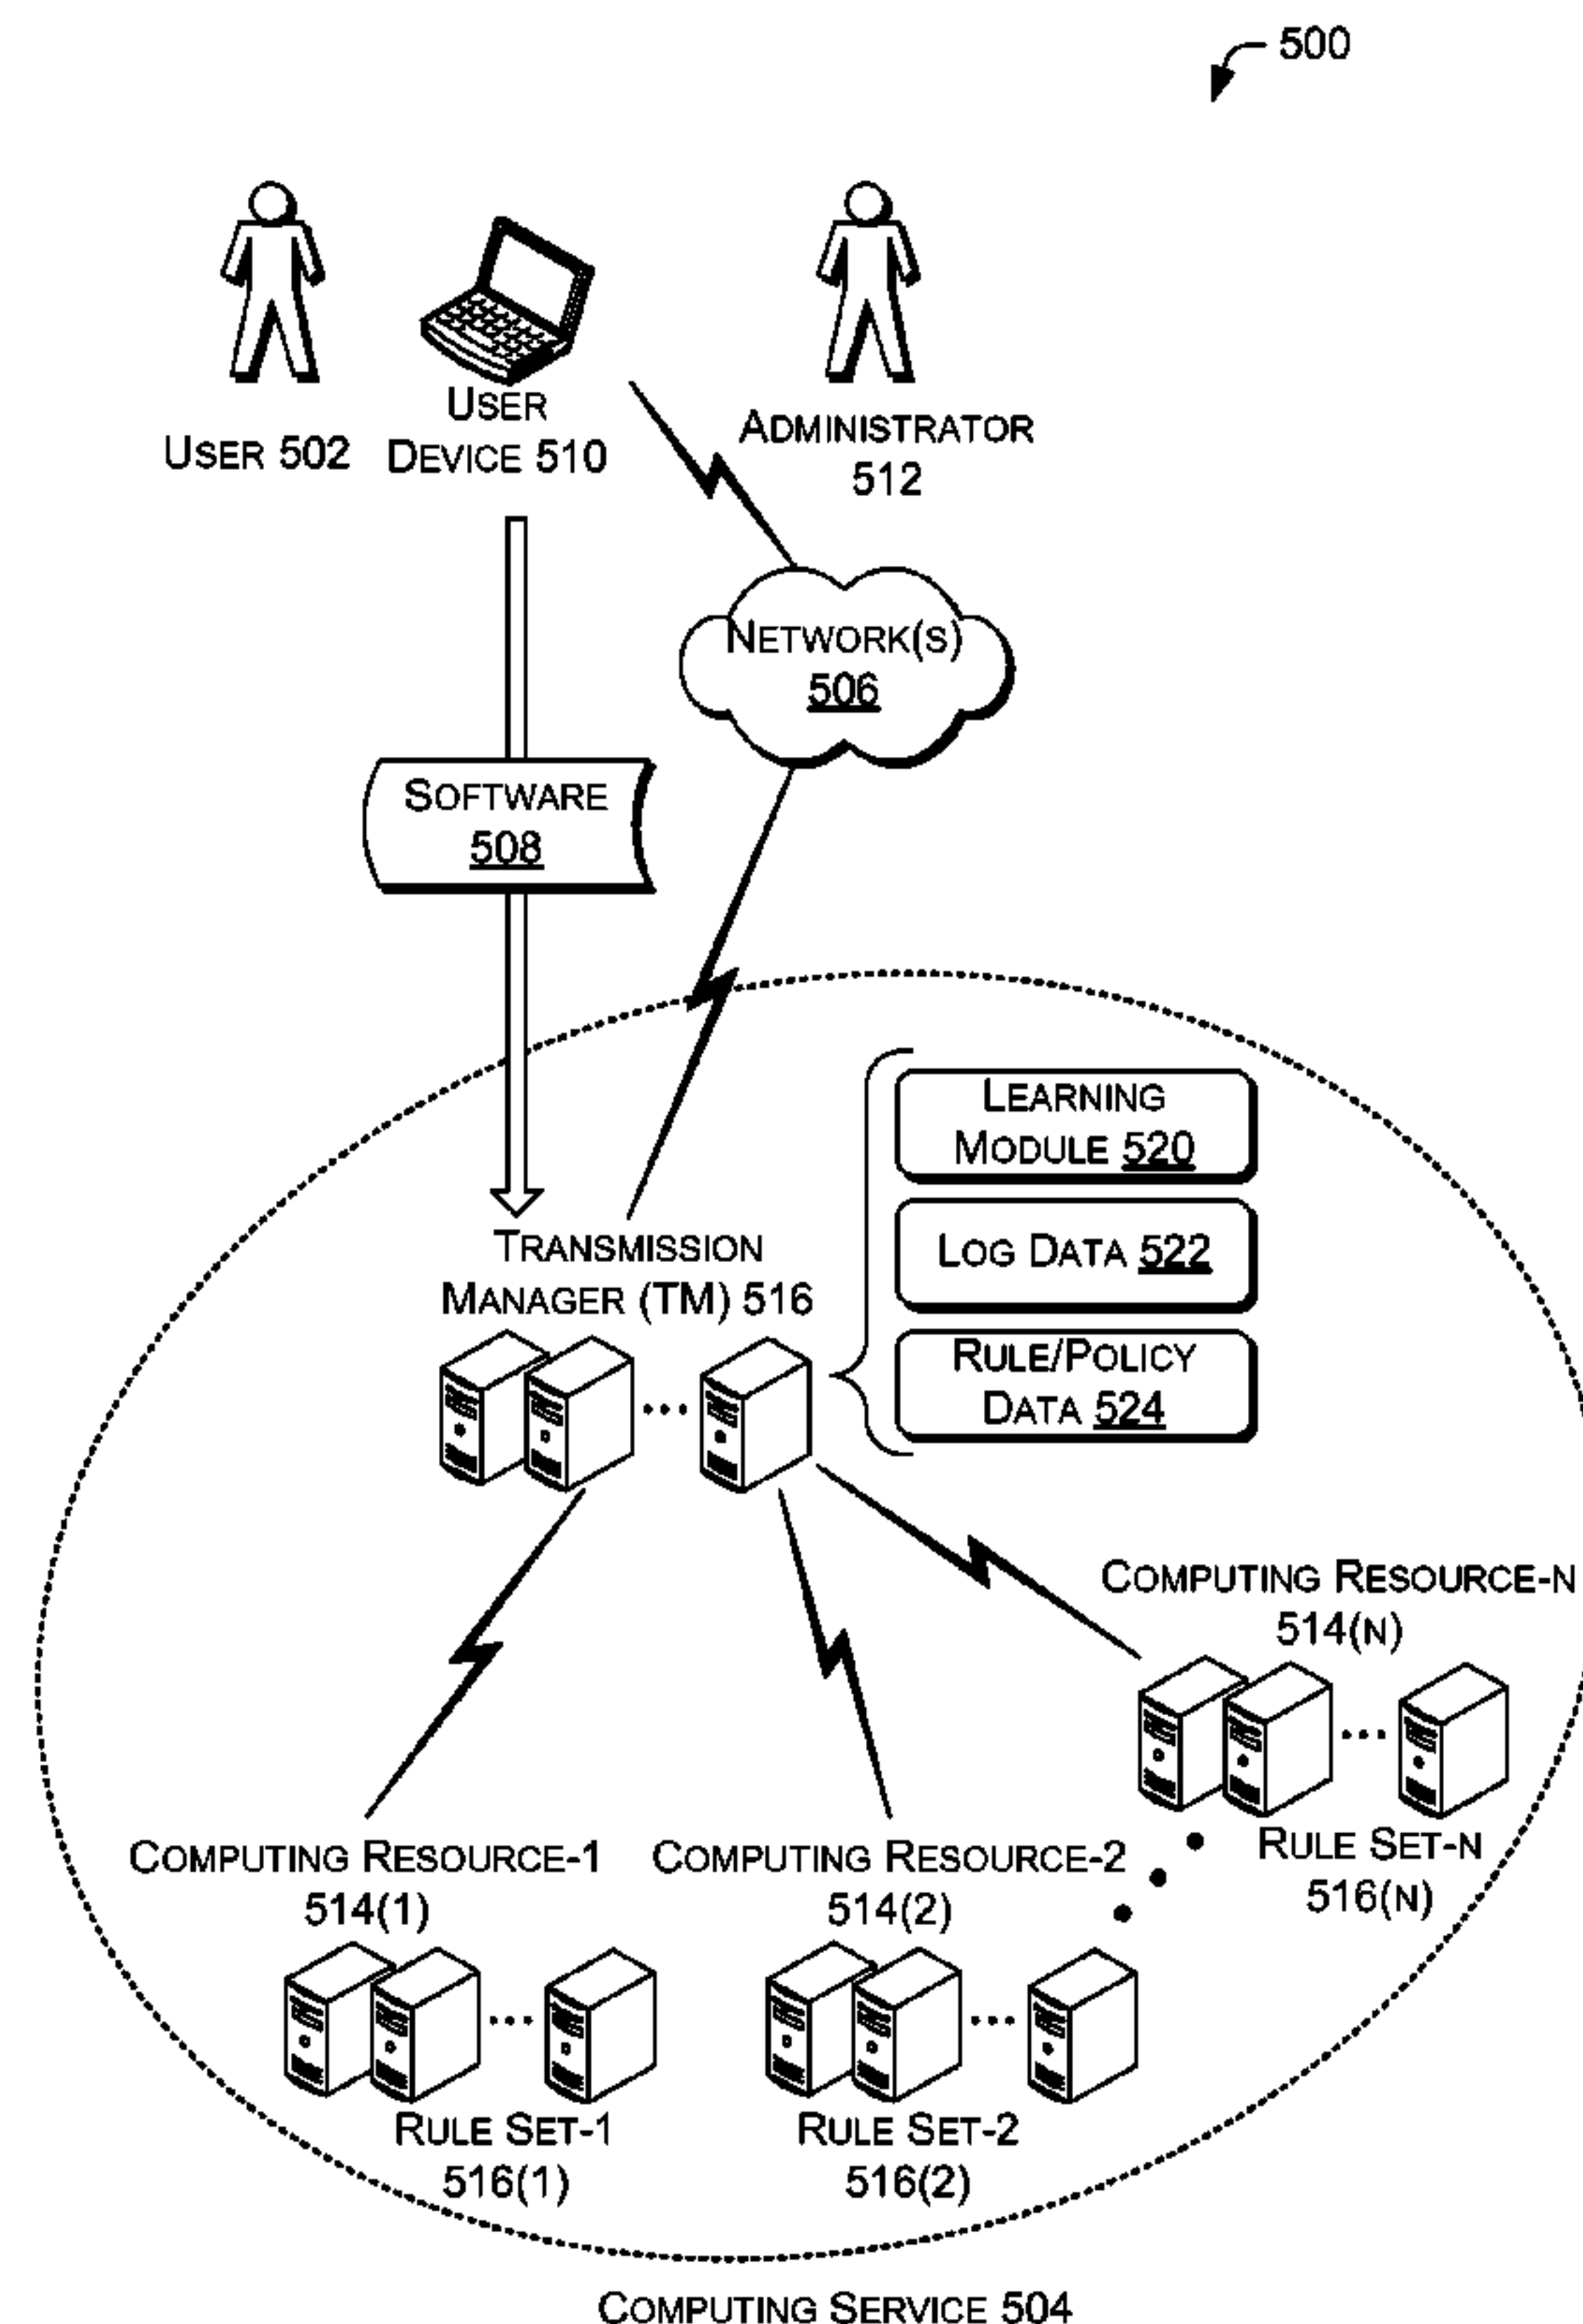 500
USER 502
USER
DEVICE 510
ADMINISTRATOR
512
NETWORK(S)
506
SOFTWARE
508
LEARNING
MODULE 520
LOG DATA 522
RULE/POLICY
DATA 524
TRANSMISSION
MANAGER (TM) 516
COMPUTING RESOURCE-N
514(N)
RULE SET-N
516(N)
COMPUTING RESOURCE-1
514(1)
RULE SET-1
516(1)
COMPUTING RESOURCE-2
514(2)
RULE SET-2
516(2)
COMPUTING SERVICE 504